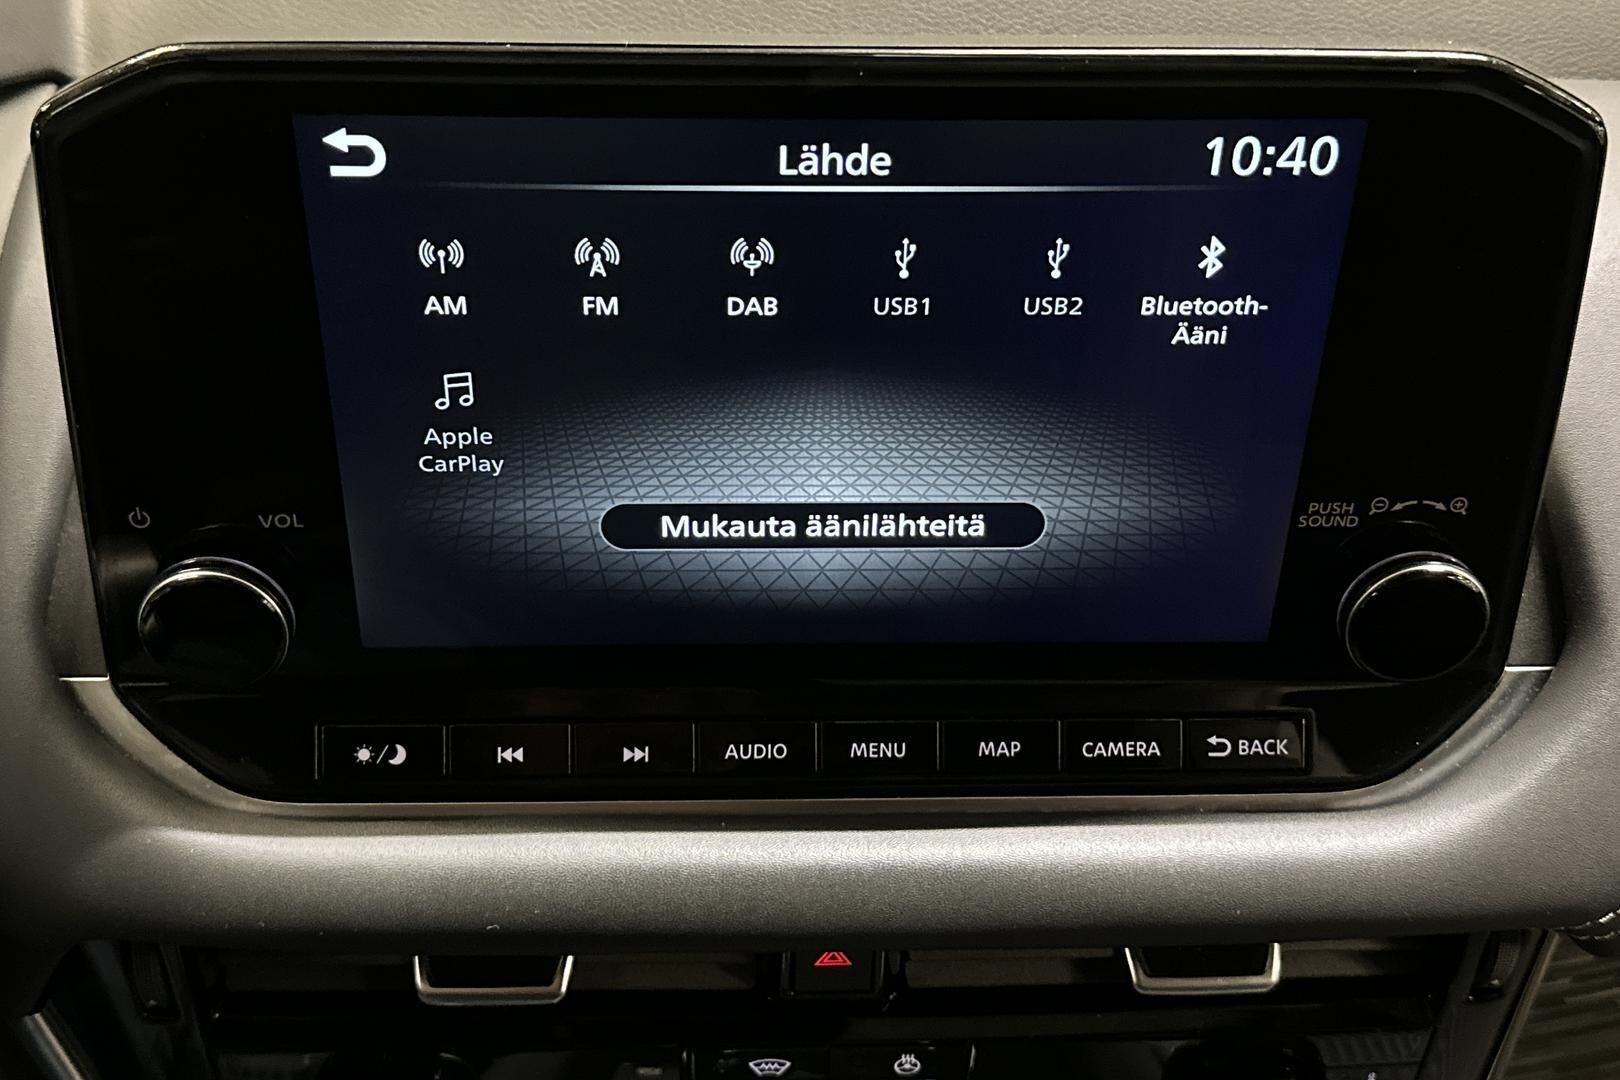 Lähde
10:40
AM
FM
DAB
USB1
USB2
Bluetooth-
Ääni
Apple
CarPlay
Mukauta äänilähteitä
VOL
PUSH
SOUND
AUDIO
MENU
MAP
CAMERA
BACK